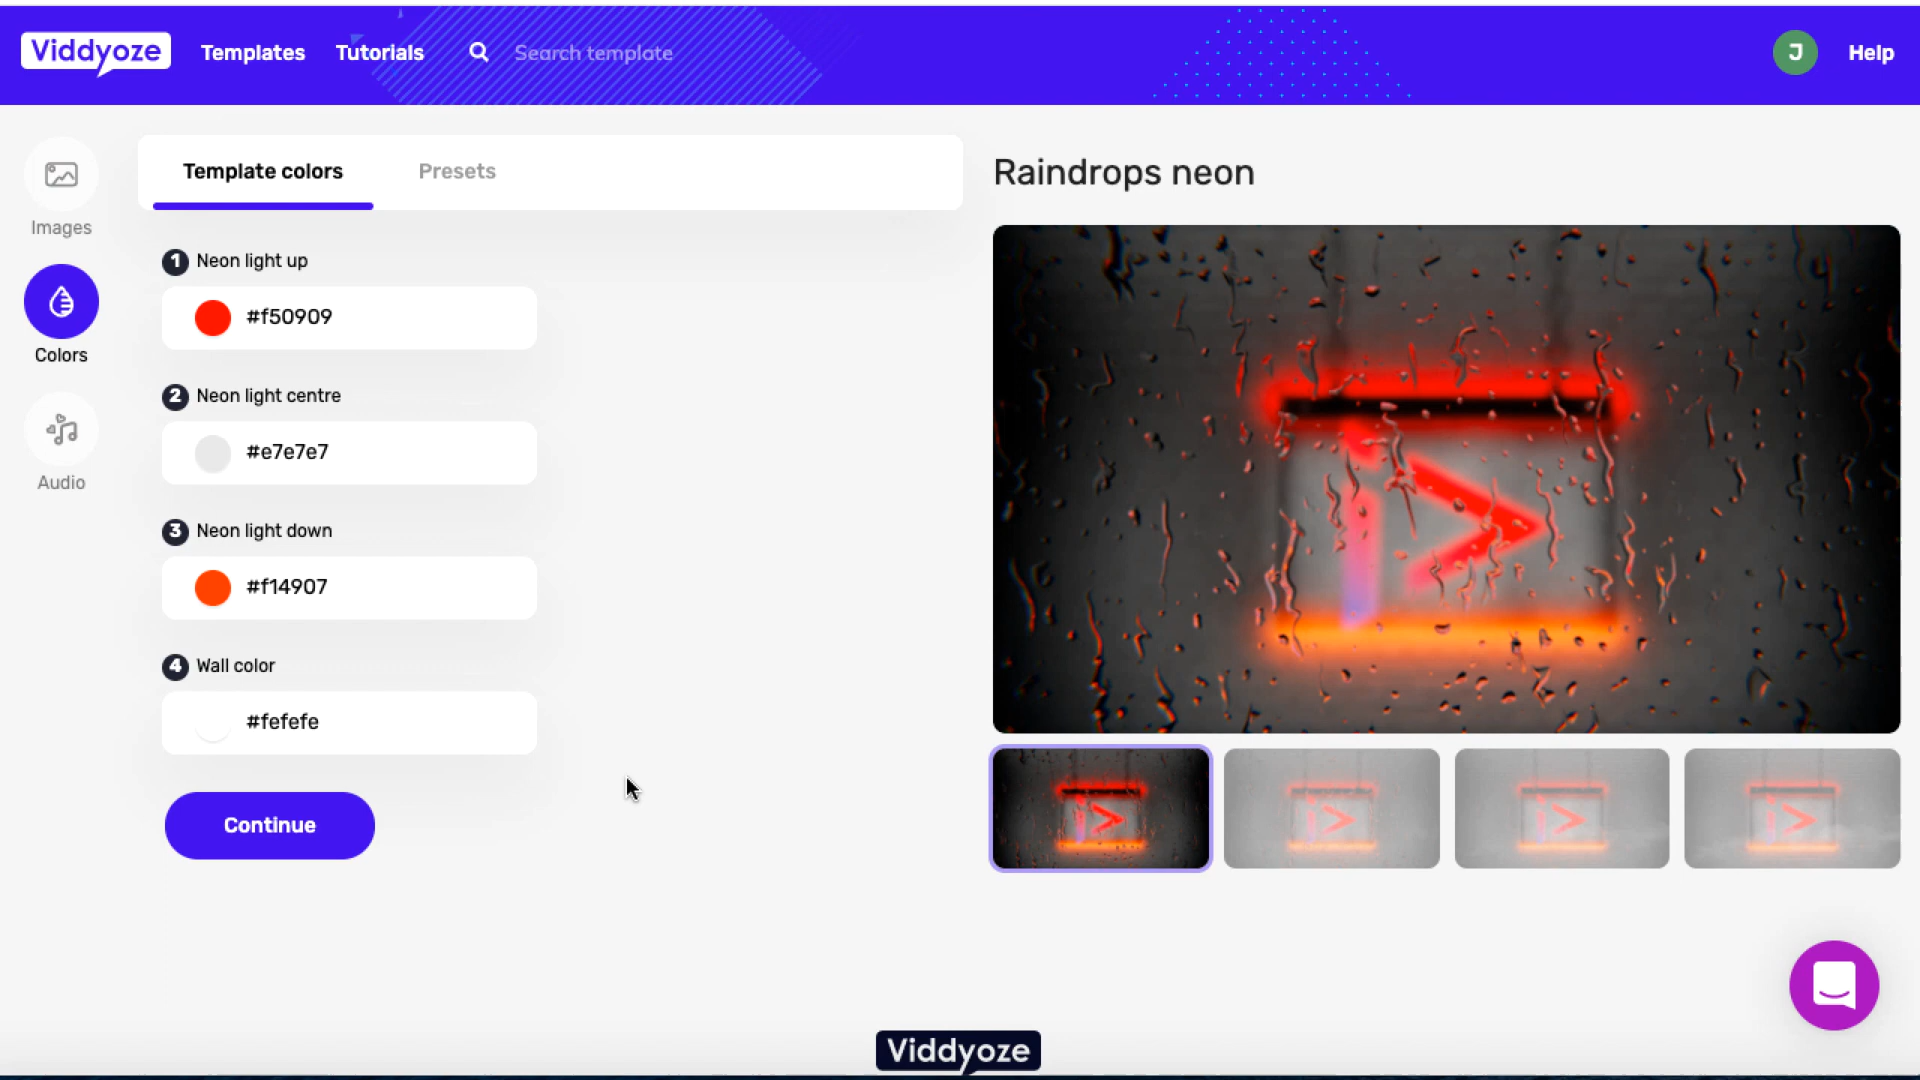 Viddyoze
Templates
Tutorials
Search template
J
Help
Images
Colors
Audio
Template colors
Presets
1 Neon light up
#f50909
2 Neon light centre
#e7e7e7
3 Neon light down
#f14907
4 Wall color
#fefefe
Continue
Raindrops neon
Viddyoze